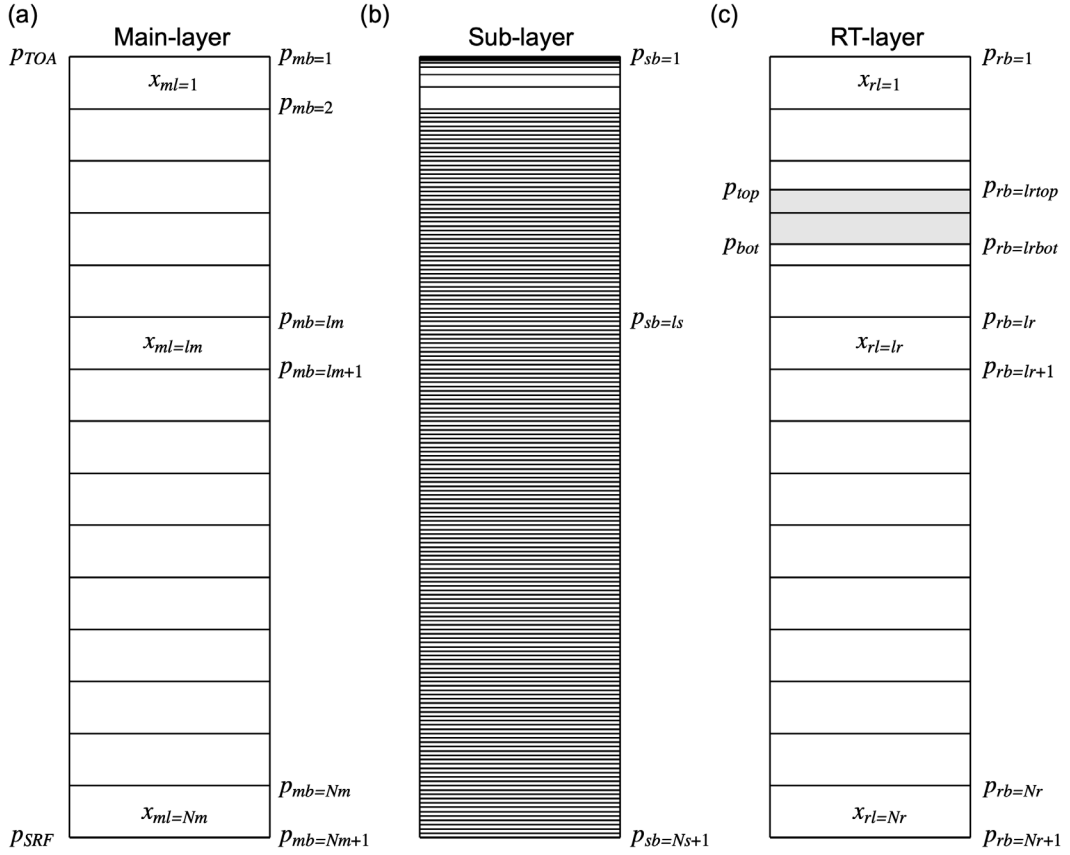 (a)
Main-layer
p_TOA
p_mb=1
x_ml=1
p_mb=2
p_mb=lm
x_ml=lm
p_mb=lm+1
p_mb=Nm
x_ml=Nm
p_SRF
p_mb=Nm+1
(b)
Sub-layer
p_sb=1
p_sb=ls
p_sb=Ns+1
(c)
RT-layer
p_rb=1
x_rl=1
p_top
p_rb=lrtop
p_bot
p_rb=lrbot
p_rb=lr
x_rl=lr
p_rb=lr+1
p_rb=Nr
x_rl=Nr
p_rb=Nr+1